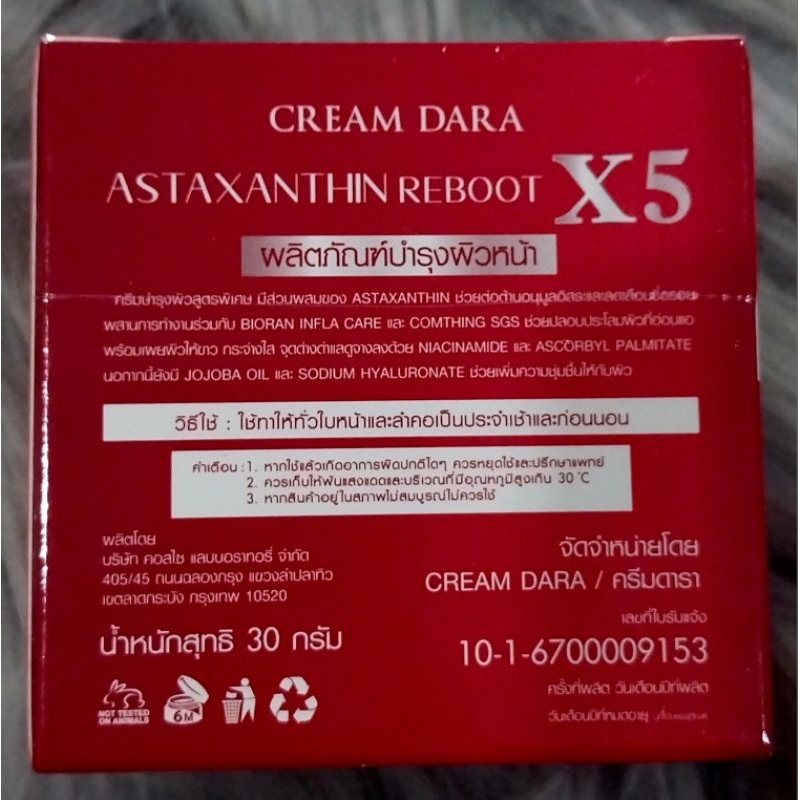 CREAM DARA
ASTAXANTHIN REBOOT X5
ผลิตภัณฑ์บำรุงผิวหน้า
ครีมบำรุงผิวสูตรพิเศษ มีส่วนผสมของ ASTAXANTHIN ช่วยต่อต้านอนุมูลอิสระและลดเลือนริ้วรอย
ผสานการทำงานร่วมกับ BIORAN INFLA CARE และ COMTHING SGS ช่วยปลอบประโลมผิวที่อ่อนแอ
พร้อมเผยผิวให้ขาว กระจ่างใส จุดด่างดำแลดูจางลงด้วย NIACINAMIDE และ ASCORBYL PALMITATE
นอกากนี้ยังมี JOJOBA OIL และ SODIUM HYALURONATE ช่วยเพิ่มความชุ่มชื้นให้กับผิว
วิธีใช้ : ใช้ทาให้ทั่วใบหน้าและลำคอเป็นประจำเช้าและก่อนนอน
คำเตือน : 1. หากใช้แล้วเกิดอาการผิดปกติใดๆ ควรหยุดใช้และปรึกษาแพทย์
2. ควรเก็บให้พ้นแสงแดดและบริเวณที่มีอุณหภูมิสูงเกิน 30 °C
3. หากสินค้าอยู่ในสภาพไม่สมบูรณ์ไม่ควรใช้
ผลิตโดย
บริษัท คอสไซ แลบบอราทอรี่ จำกัด
405/45 ถนนฉลองกรุง แขวงลำปลาทิว
เขตลาดกระบัง กรุงเทพ 10520
น้ำหนักสุทธิ 30 กรัม
NOT TESTED
ON ANIMALS
6M
จัดจำหน่ายโดย
CREAM DARA / ครีมดารา
เลขที่ใบรับแจ้ง
10-1-6700009153
ครั้งที่ผลิต วันเดือนปีที่ผลิต
วันเดือนปีที่หมดอายุ